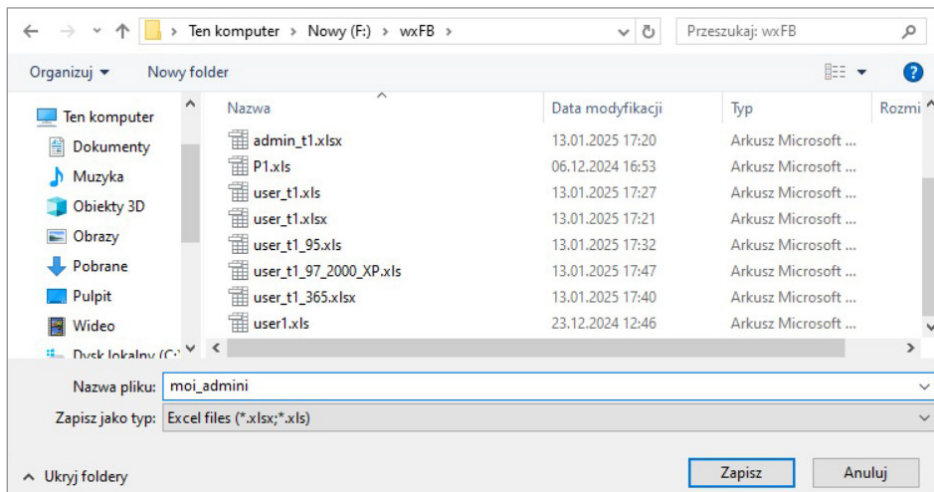 Ten komputer > Nowy (F:) > wxFB >
Przeszukaj: wxFB
Organizuj
Nowy folder
Ten komputer
Dokumenty
Muzyka
Obiekty 3D
Obrazy
Pobrane
Pulpit
Wideo
Dysk lokalny (C:)
Nazwa Data modyfikacji Typ Rozmi
admin_t1.xlsx 13.01.2025 17:20 Arkusz Microsoft ...
P1.xls 06.12.2024 16:53 Arkusz Microsoft ...
user_t1.xls 13.01.2025 17:27 Arkusz Microsoft ...
user_t1.xlsx 13.01.2025 17:21 Arkusz Microsoft ...
user_t1_95.xls 13.01.2025 17:32 Arkusz Microsoft ...
user_t1_97_2000_XP.xls 13.01.2025 17:47 Arkusz Microsoft ...
user_t1_365.xlsx 13.01.2025 17:40 Arkusz Microsoft ...
user1.xls 23.12.2024 12:46 Arkusz Microsoft ...
Nazwa pliku: moi_admini
Zapisz jako typ: Excel files (*.xlsx;*.xls)
Ukryj foldery
Zapisz
Anuluj